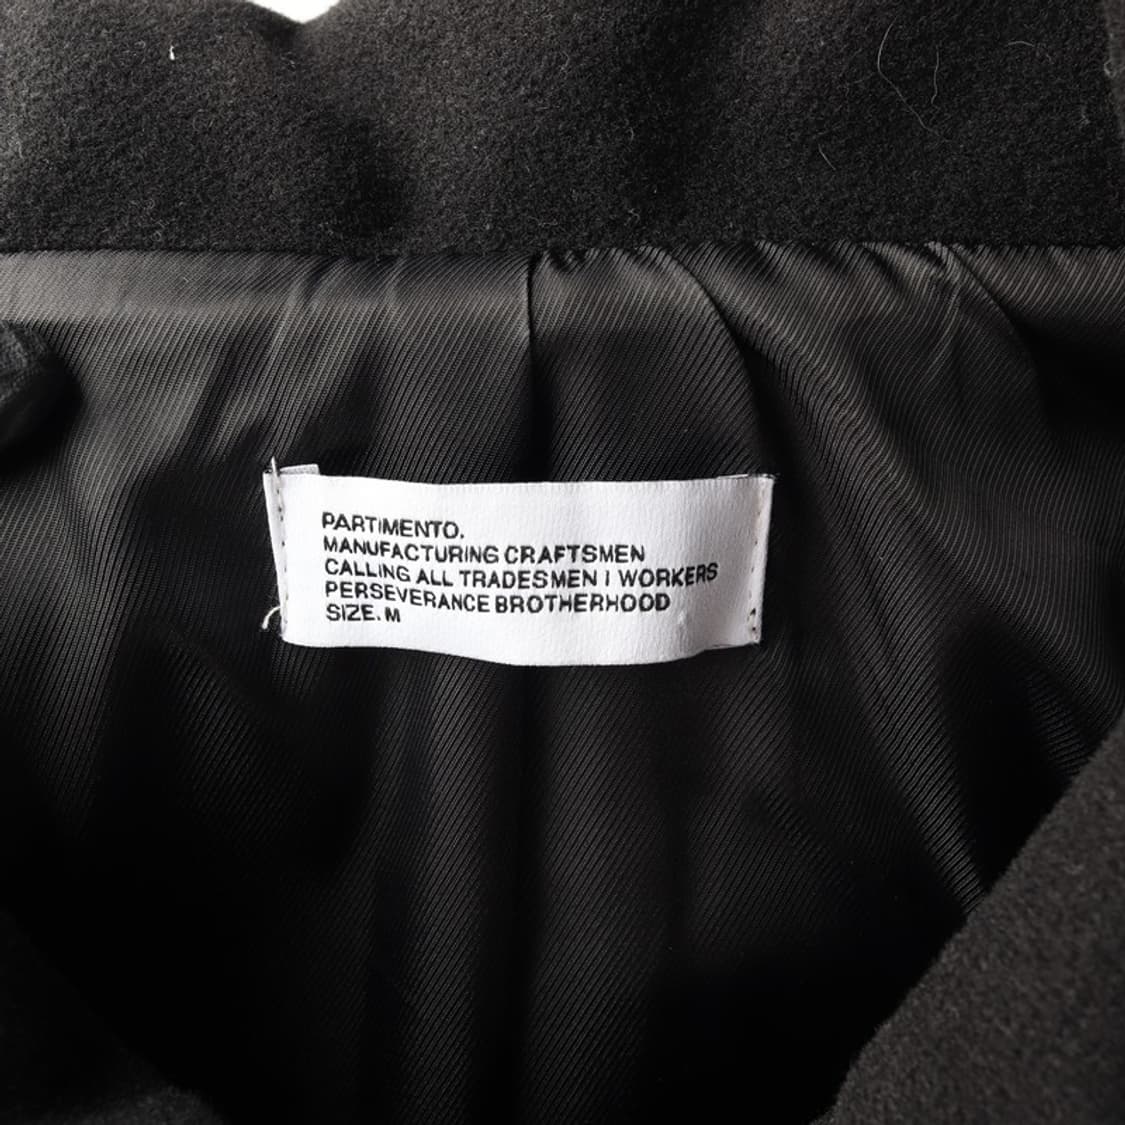 PARTIMENTO.
MANUFACTURING CRAFTSMEN
CALLING ALL TRADESMEN I WORKERS
PERSEVERANCE BROTHERHOOD
SIZE. M